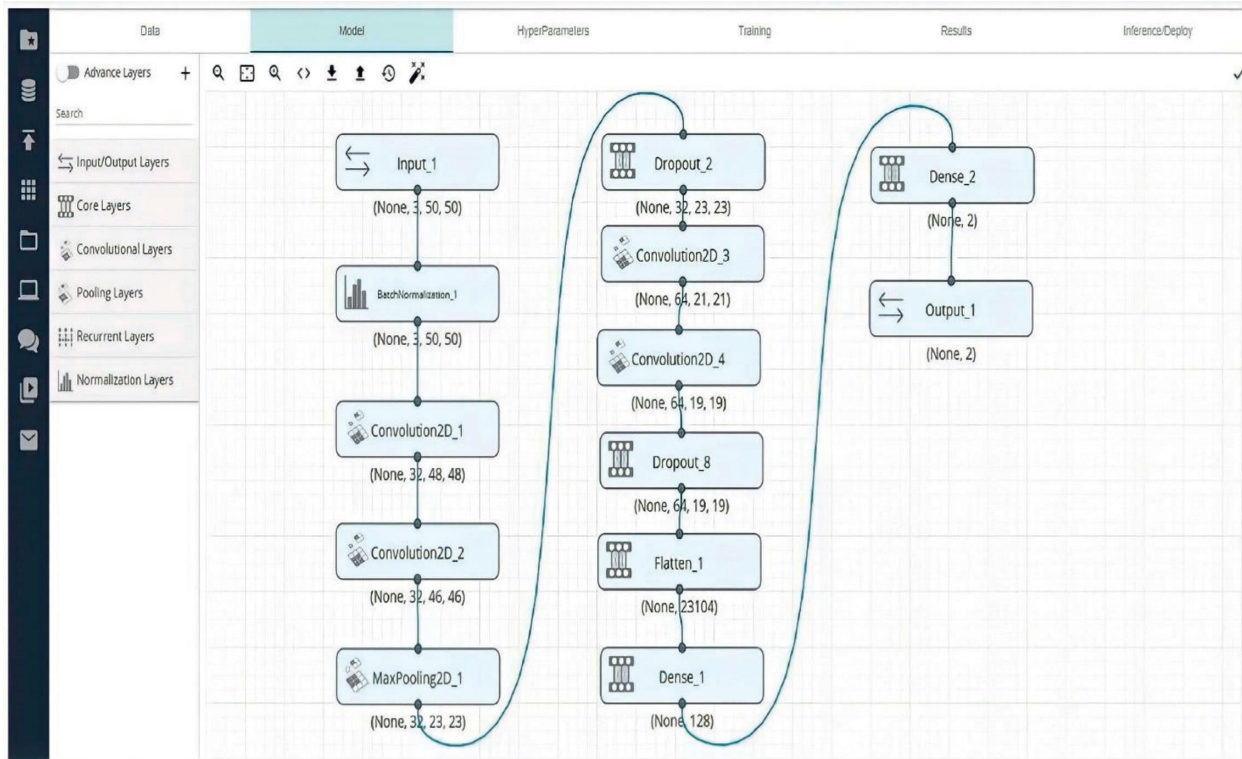 Data Model HyperParameters Training Results Inference/Deploy
Advance Layers +
Search
Input/Output Layers
Core Layers
Convolutional Layers
Pooling Layers
Recurrent Layers
Normalization Layers
Input_1
(None, 3, 50, 50)
BatchNormalization_1
(None, 3, 50, 50)
Convolution2D_1
(None, 32, 48, 48)
Convolution2D_2
(None, 32, 46, 46)
MaxPooling2D_1
(None, 32, 23, 23)
Dropout_2
(None, 32, 23, 23)
Convolution2D_3
(None, 64, 21, 21)
Convolution2D_4
(None, 64, 19, 19)
Dropout_8
(None, 64, 19, 19)
Flatten_1
(None, 23104)
Dense_1
(None, 128)
Dense_2
(None, 2)
Output_1
(None, 2)